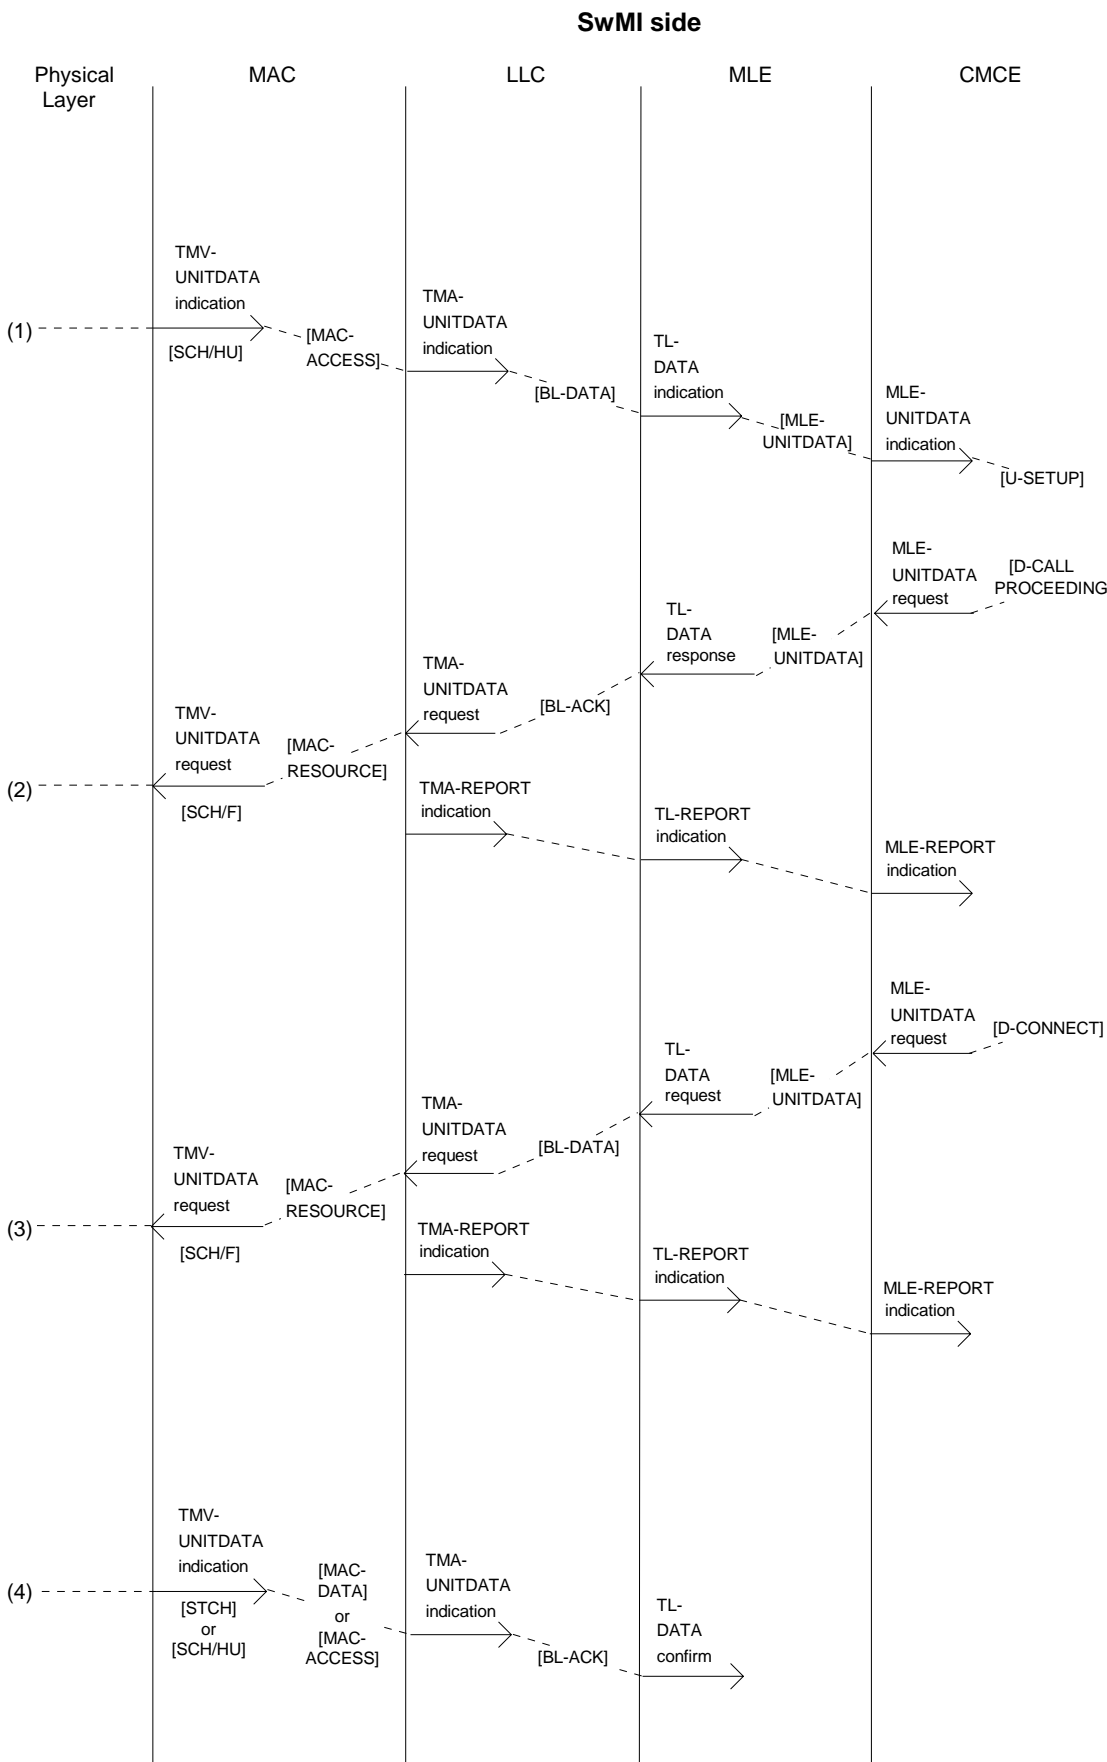 SwMI side
Physical
Layer
MAC
LLC
MLE
CMCE
TMV-
UNITDATA
indication
(1)
[SCH/HU]
[MAC-
ACCESS]
TMA-
UNITDATA
indication
[BL-DATA]
TL-
DATA
indication
[MLE-
UNITDATA]
MLE-
UNITDATA
indication
[U-SETUP]
MLE-
UNITDATA
request
[D-CALL
PROCEEDING
TL-
DATA
response
[MLE-
UNITDATA]
TMA-
UNITDATA
request
[BL-ACK]
TMV-
UNITDATA
request
[MAC-
RESOURCE]
(2)
[SCH/F]
TMA-REPORT
indication
TL-REPORT
indication
MLE-REPORT
indication
MLE-
UNITDATA
request
[D-CONNECT]
TL-
DATA
request
[MLE-
UNITDATA]
TMA-
UNITDATA
request
[BL-DATA]
TMV-
UNITDATA
request
[MAC-
RESOURCE]
(3)
[SCH/F]
TMA-REPORT
indication
TL-REPORT
indication
MLE-REPORT
indication
TMV-
UNITDATA
indication
(4)
[STCH]
or
[SCH/HU]
[MAC-
DATA]
or
[MAC-
ACCESS]
TMA-
UNITDATA
indication
[BL-ACK]
TL-
DATA
confirm